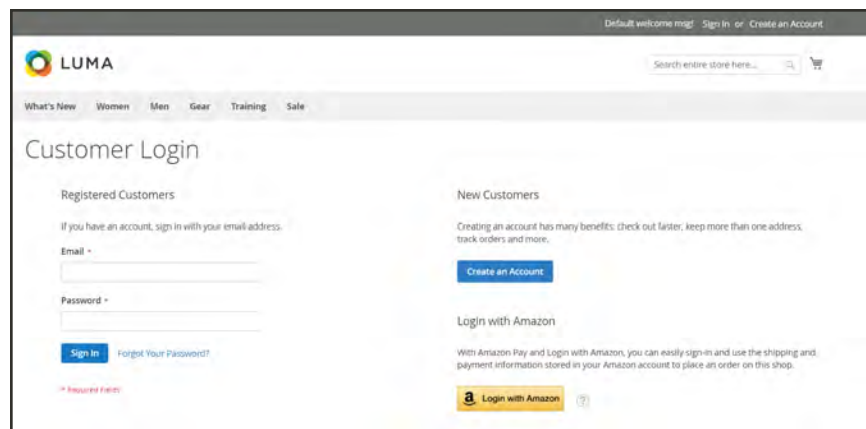 Default welcome msg! Sign In or Create an Account
LUMA
Search entire store here...
What's New Women Men Gear Training Sale
Customer Login
Registered Customers
If you have an account, sign in with your email address.
Email *
Password *
Sign In Forgot Your Password?
* Required Fields
New Customers
Creating an account has many benefits: check out faster, keep more than one address,
track orders and more.
Create an Account
Login with Amazon
With Amazon Pay and Login with Amazon, you can easily sign-in and use the shipping and
payment information stored in your Amazon account to place an order on this shop.
a Login with Amazon ?